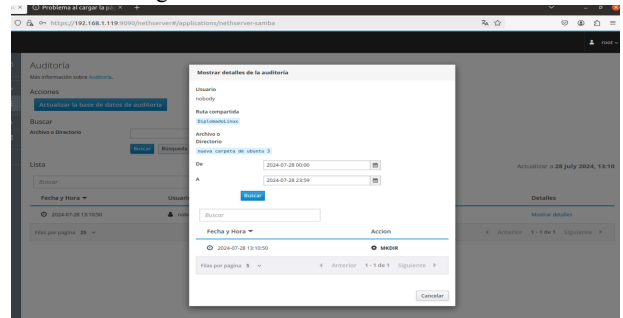 Problema al cargar la pág
https://192.168.1.119:9090/nethserver#/applications/nethserver-samba
root
Auditoría
Más información sobre Auditoría.
Acciones
Actualizar la base de datos de auditoría
Buscar
Archivo o Directorio
Buscar Búsqueda
Lista
Actualizar a 28 July 2024, 13:10
Buscar
Fecha y Hora Usuario Detalles
2024-07-28 13:10:50 Mostrar detalles
Filas por pagina 25 Anterior 1 - 1 de 1 Siguiente
Mostrar detalles de la auditoría
Usuario
nobody
Ruta compartida
DiplomadoLinux
Archivo o
Directorio
nueva carpeta de ubuntu 3
De 2024-07-28 00:00
A 2024-07-28 23:59
Buscar
Buscar
Fecha y Hora Accion
2024-07-28 13:10:50 MKDIR
Filas por pagina 5 Anterior 1 - 1 de 1 Siguiente
Cancelar